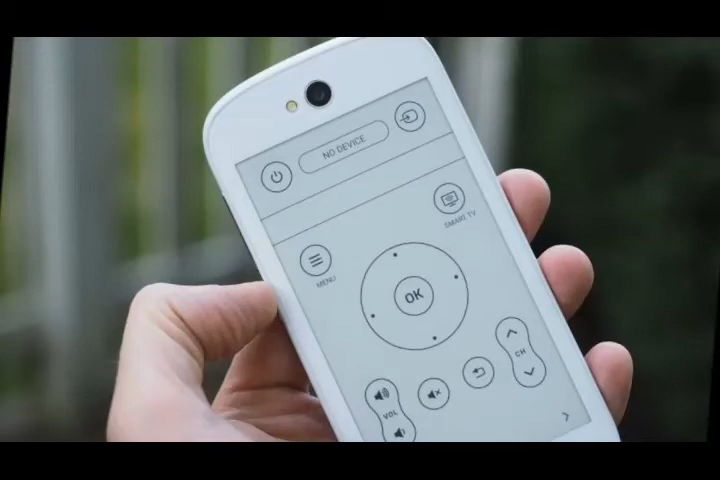 NO DEVICE
SMART TV
MENU
OK
CH
VOL